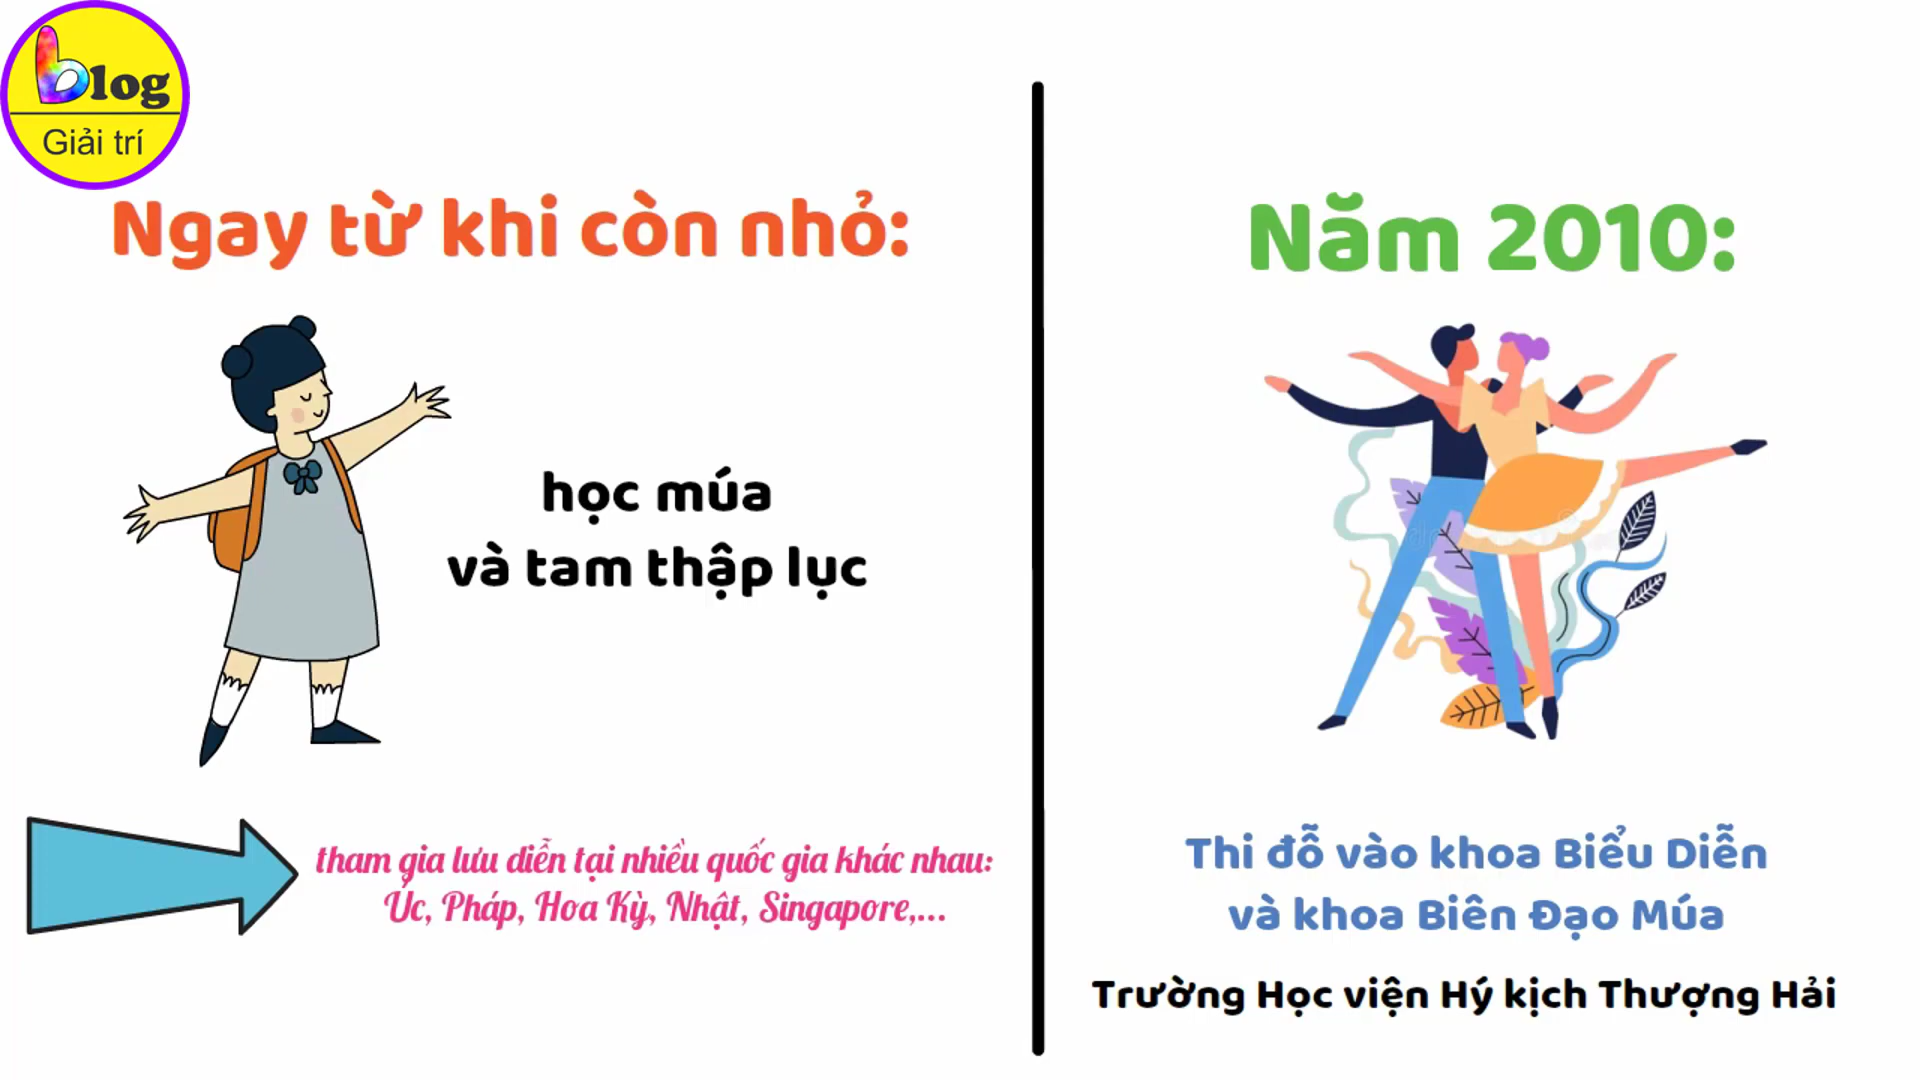 blog
Giải trí
Ngay từ khi còn nhỏ:
học múa
và tam thập lục
tham gia lưu diễn tại nhiều quốc gia khác nhau:
Úc, Pháp, Hoa Kỳ, Nhật, Singapore,...
Năm 2010:
Thi đỗ vào khoa Biểu Diễn
và khoa Biên Đạo Múa
Trường Học viện Hý kịch Thượng Hải